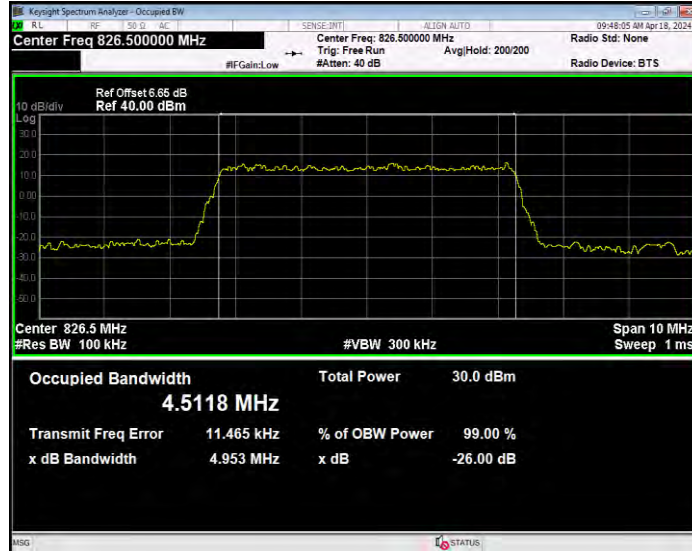 Keysight Spectrum Analyzer - Occupied BW
RL RF 50 Ω AC SENSE:INT ALIGN AUTO 09:48:05 AM Apr 18, 2024
Center Freq 826.500000 MHz Center Freq: 826.500000 MHz Radio Std: None
Trig: Free Run Avg|Hold: 200/200
#IFGain:Low #Atten: 40 dB Radio Device: BTS
Ref Offset 6.65 dB
10 dB/div Ref 40.00 dBm
Log
30.0
20.0
10.0
0.00
-10.0
-20.0
-30.0
-40.0
-50.0
Center 826.5 MHz Span 10 MHz
#Res BW 100 kHz #VBW 300 kHz Sweep 1 ms
Occupied Bandwidth Total Power 30.0 dBm
4.5118 MHz
Transmit Freq Error 11.465 kHz % of OBW Power 99.00 %
x dB Bandwidth 4.953 MHz x dB -26.00 dB
MSG STATUS